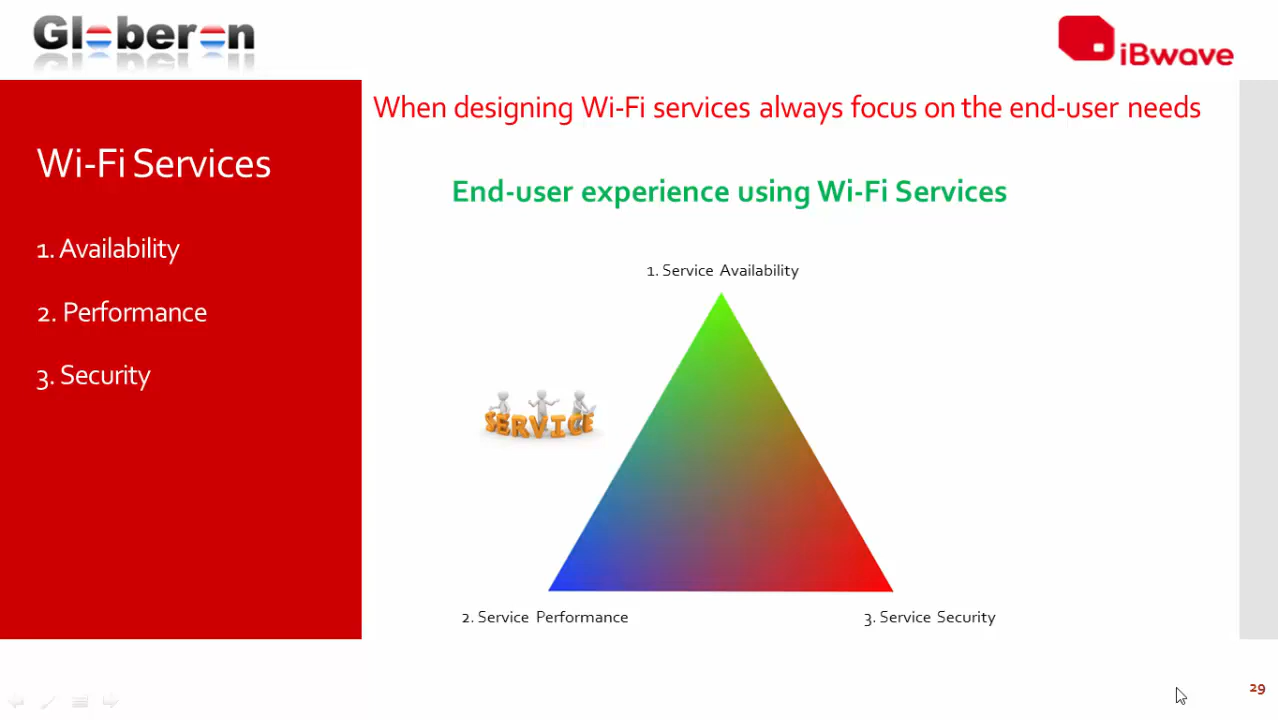 Globeron
iBwave
When designing Wi-Fi services always focus on the end-user needs
Wi-Fi Services
1. Availability
2. Performance
3. Security
End-user experience using Wi-Fi Services
1. Service Availability
SERVICE
2. Service Performance
3. Service Security
29